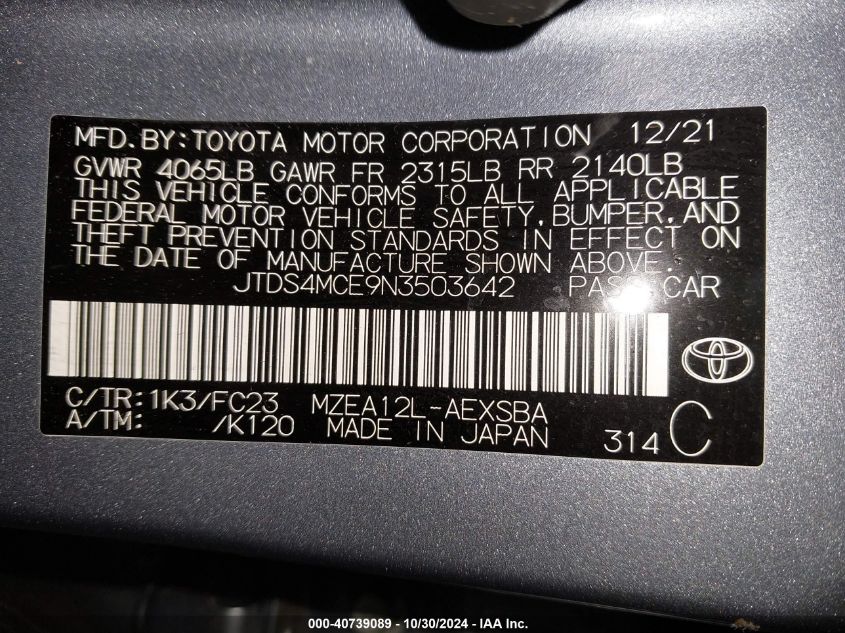 MFD.BY:TOYOTA MOTOR CORPORATION 12/21
GVWR 4065LB GAWR FR 2315LB RR 2140LB
THIS VEHICLE CONFORMS TO ALL APPLICABLE
FEDERAL MOTOR VEHICLE SAFETY, BUMPER, AND
THEFT PREVENTION STANDARDS IN EFFECT ON
THE DATE OF MANUFACTURE SHOWN ABOVE.
JTDS4MCE9N3503642 PASS CAR
C/TR: 1K3/FC23 MZEA12L-AEXSBA
A/TM: /K120 MADE IN JAPAN 314 C
000-40739089 - 10/30/2024 - IAA Inc.